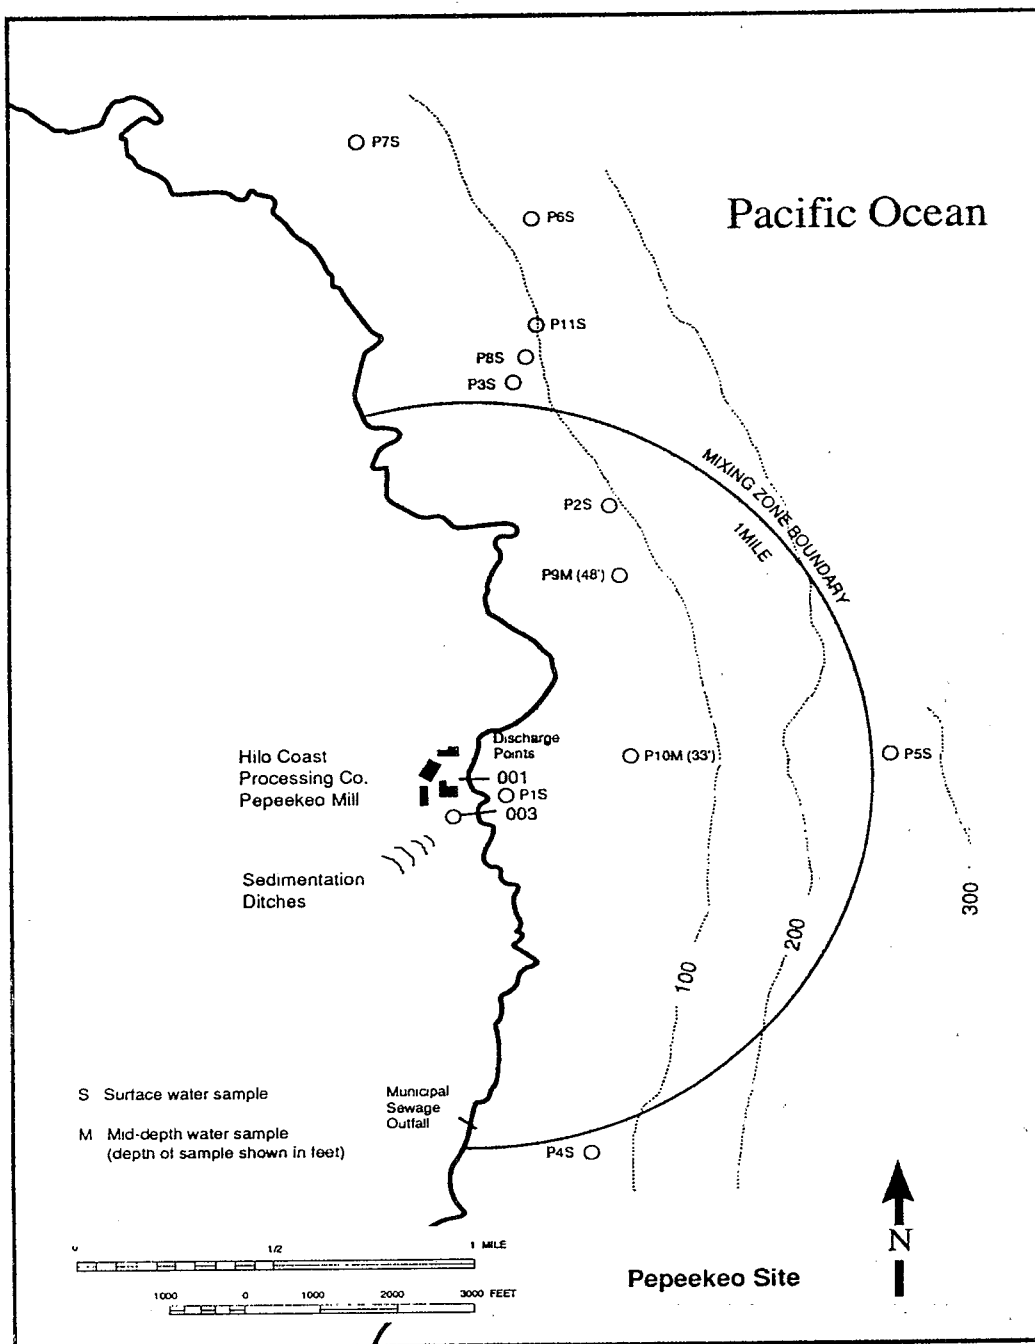 P7S
P6S
Pacific Ocean
P11S
P8S
P3S
MIXING ZONE BOUNDARY
1 MILE
P2S
P9M (48')
Hilo Coast
Processing Co.
Pepeekeo Mill
Discharge
Points
001
P1S
003
P10M (33')
P5S
Sedimentation
Ditches
100
200
300
S Surface water sample
M Mid-depth water sample
(depth of sample shown in feet)
Municipal
Sewage
Outfall
P4S
N
0 1/2 1 MILE
1000 0 1000 2000 3000 FEET
Pepeekeo Site